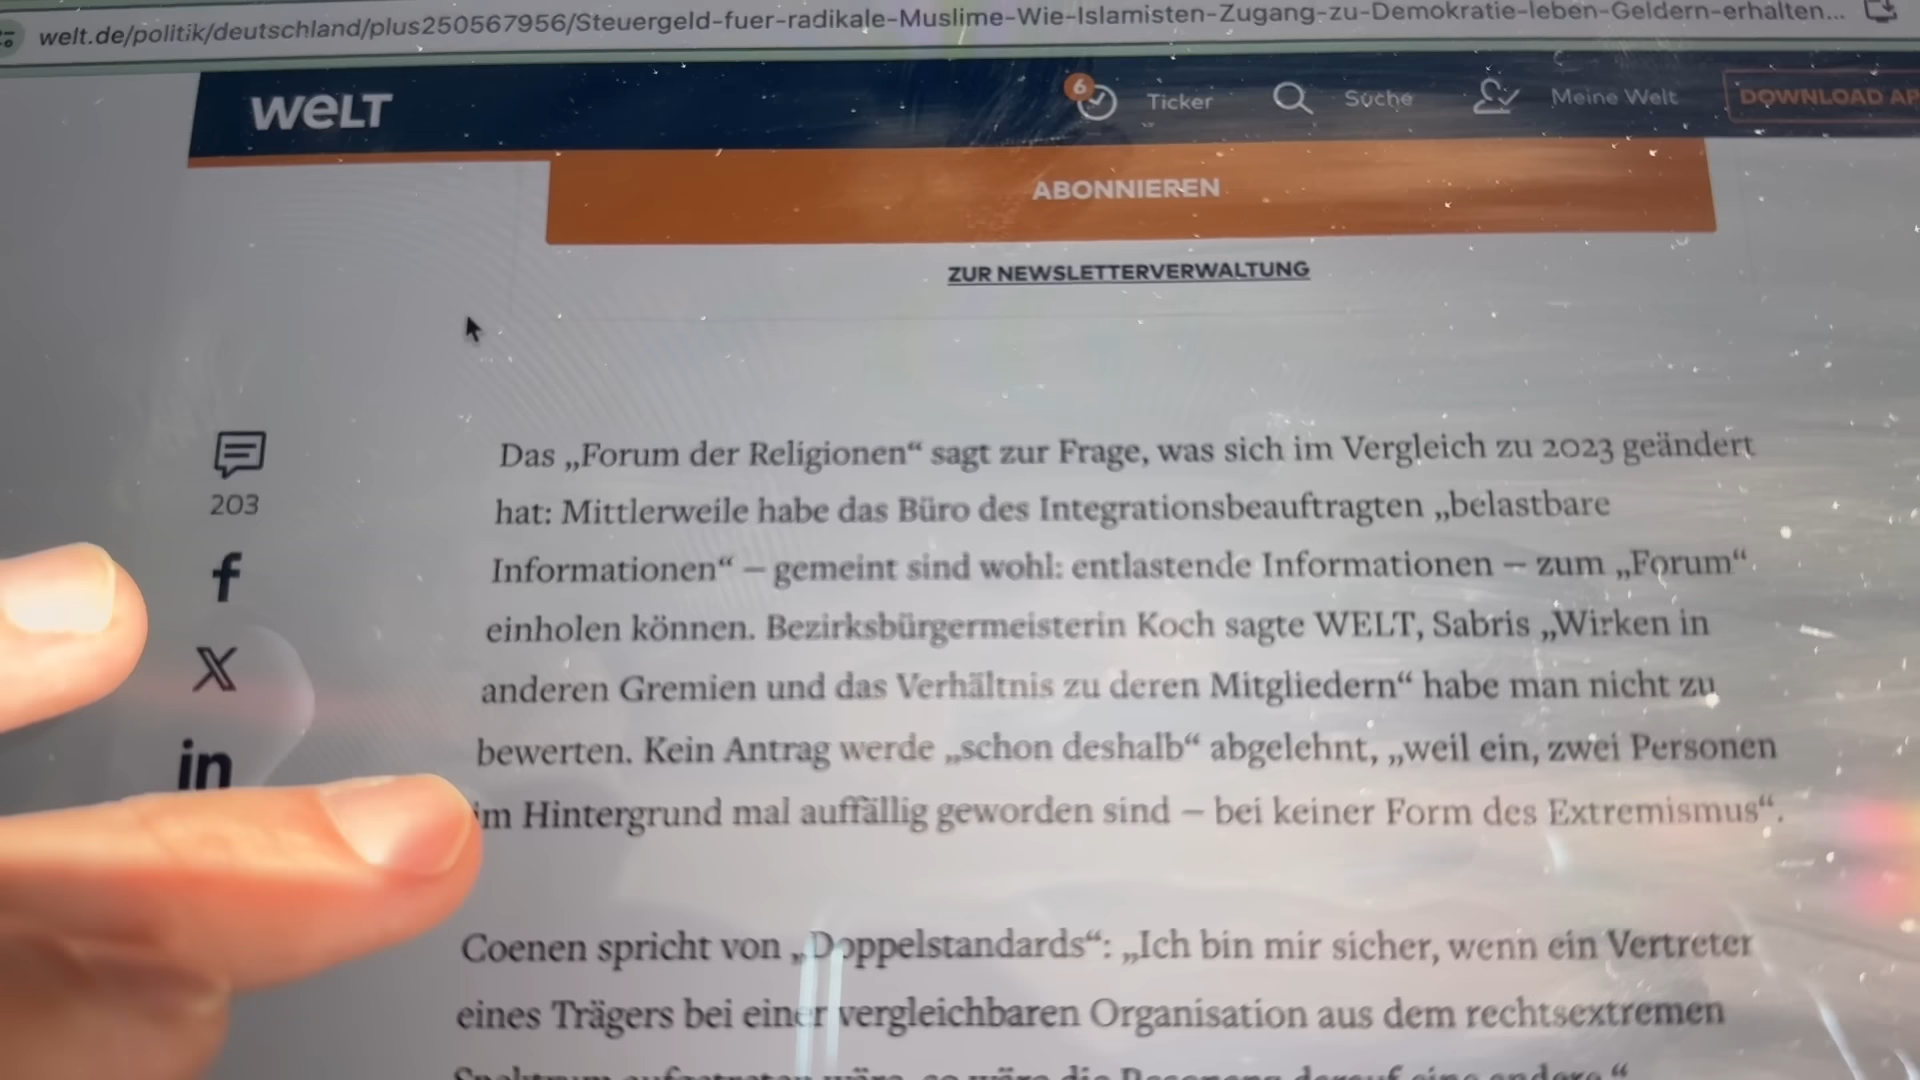 welt.de/politik/deutschland/plus250567956/Steuergeld-fuer-radikale-Muslime-Wie-Islamisten-Zugang-zu-Demokratie-leben-Geldern-erhalten...
WELT
6
Ticker
Suche
Meine Welt
DOWNLOAD AP
ABONNIEREN
ZUR NEWSLETTERVERWALTUNG
203
f
X
in
Das „Forum der Religionen“ sagt zur Frage, was sich im Vergleich zu 2023 geändert
hat: Mittlerweile habe das Büro des Integrationsbeauftragten „belastbare
Informationen“ – gemeint sind wohl: entlastende Informationen – zum „Forum“
einholen können. Bezirksbürgermeisterin Koch sagte WELT, Sabris „Wirken in
anderen Gremien und das Verhältnis zu deren Mitgliedern“ habe man nicht zu
bewerten. Kein Antrag werde „schon deshalb“ abgelehnt, „weil ein, zwei Personen
im Hintergrund mal auffällig geworden sind – bei keiner Form des Extremismus“.
Coenen spricht von „Doppelstandards“: „Ich bin mir sicher, wenn ein Vertreter
eines Trägers bei einer vergleichbaren Organisation aus dem rechtsextremen